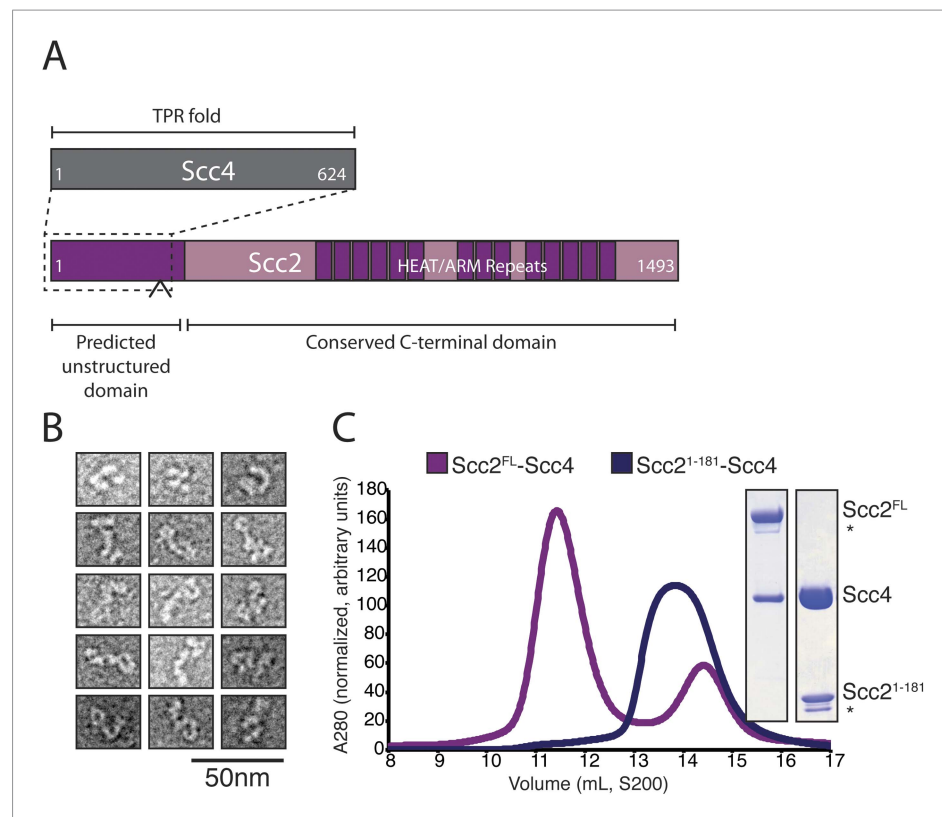 A
TPR fold
1 Scc4 624
1 Scc2 HEAT/ARM Repeats 1493
Predicted
unstructured
domain
Conserved C-terminal domain
B
50nm
C
Scc2FL-Scc4
Scc21-181-Scc4
A280 (normalized, arbitrary units)
180
160
140
120
100
80
60
40
20
0
8 9 10 11 12 13 14 15 16 17
Volume (mL, S200)
Scc2FL
*
Scc4
Scc21-181
*